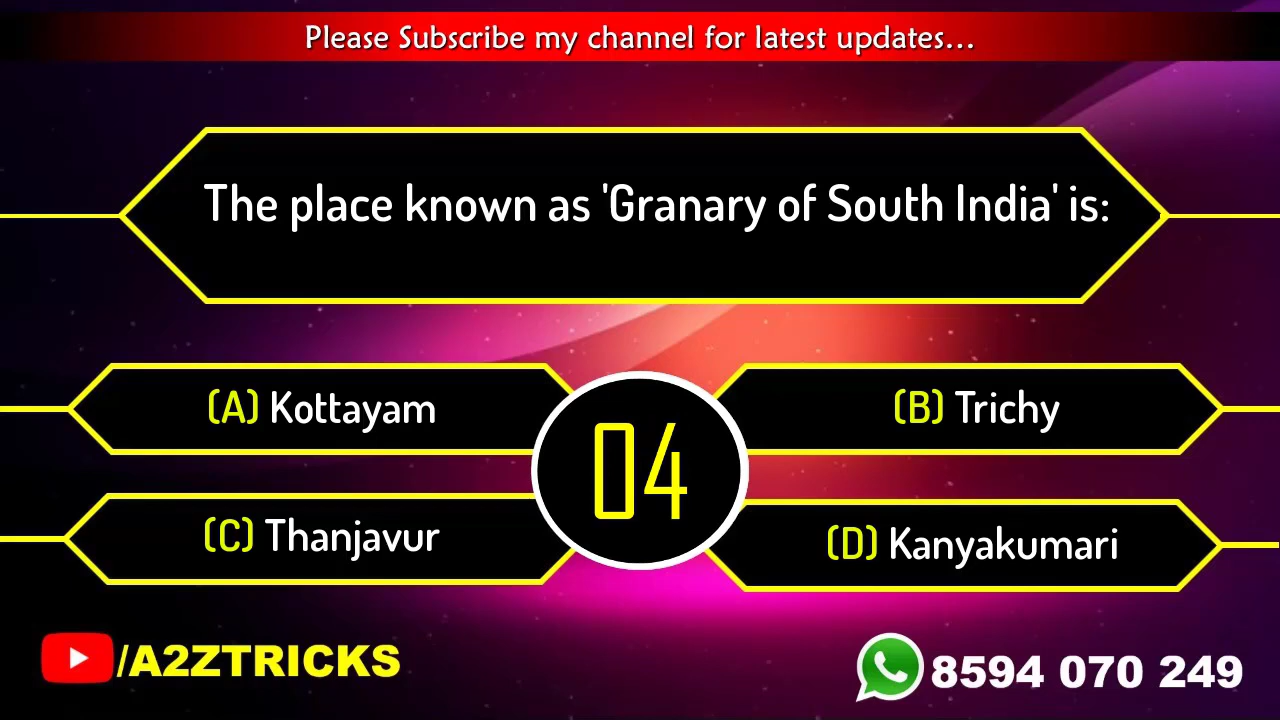 Please Subscribe my channel for latest updates...
The place known as 'Granary of South India' is:
(A) Kottayam
(B) Trichy
04
(C) Thanjavur
(D) Kanyakumari
/A2ZTRICKS
8594 070 249